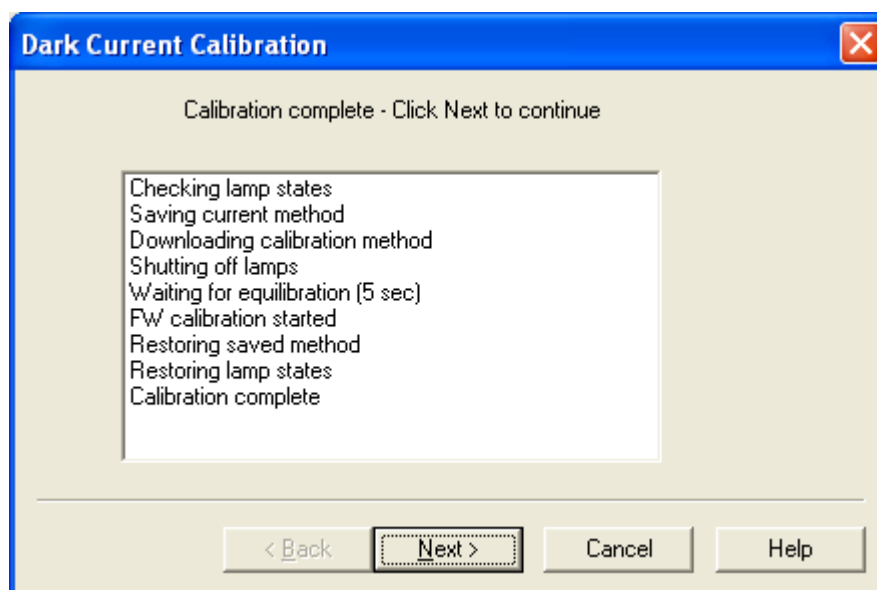 Dark Current Calibration
Calibration complete - Click Next to continue
Checking lamp states
Saving current method
Downloading calibration method
Shutting off lamps
Waiting for equilibration (5 sec)
FW calibration started
Restoring saved method
Restoring lamp states
Calibration complete
< Back Next > Cancel Help